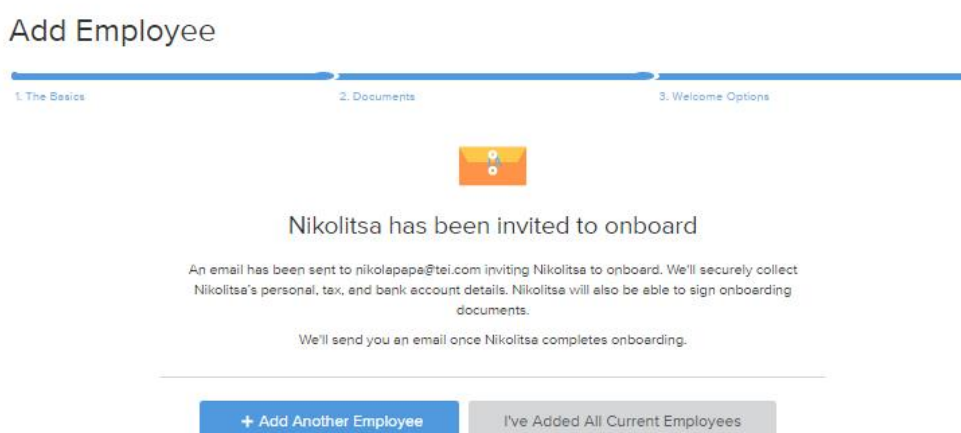 Add Employee
1. The Basics
2. Documents
3. Welcome Options
Nikolitsa has been invited to onboard
An email has been sent to nikolapapa@tei.com inviting Nikolitsa to onboard. We'll securely collect
Nikolitsa's personal, tax, and bank account details. Nikolitsa will also be able to sign onboarding
documents.
We'll send you an email once Nikolitsa completes onboarding.
+ Add Another Employee
I've Added All Current Employees